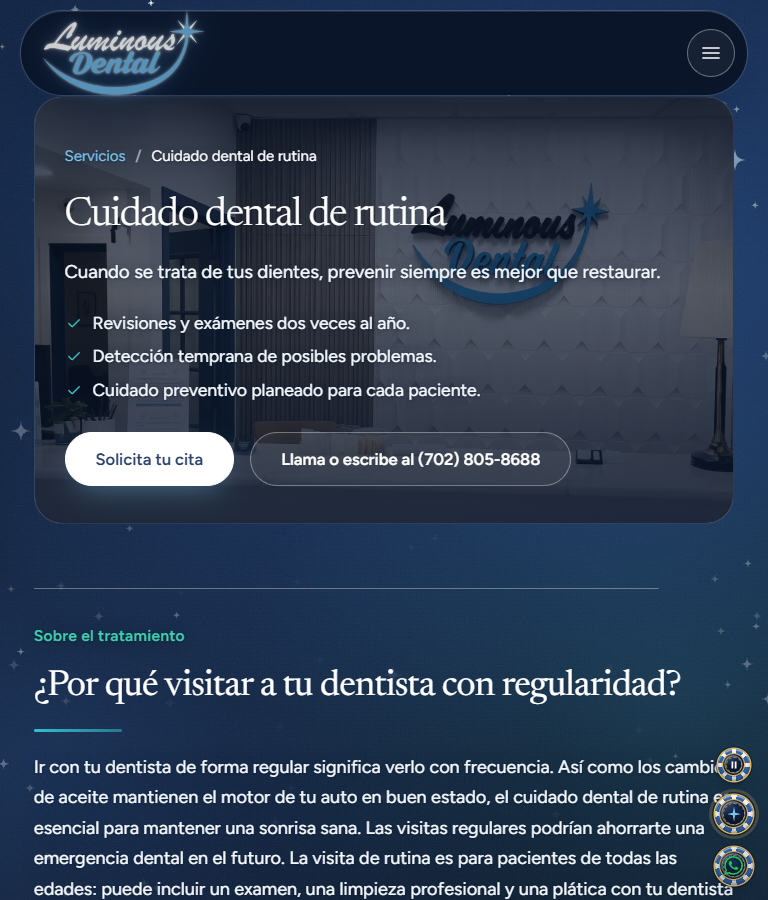 Luminous
Dental
Servicios / Cuidado dental de rutina
Luminous
Dental
Cuidado dental de rutina
Cuando se trata de tus dientes, prevenir siempre es mejor que restaurar.
Revisiones y exámenes dos veces al año.
Detección temprana de posibles problemas.
Cuidado preventivo planeado para cada paciente.
Solicita tu cita
Llama o escribe al (702) 805-8688
Sobre el tratamiento
¿Por qué visitar a tu dentista con regularidad?
Ir con tu dentista de forma regular significa verlo con frecuencia. Así como los
de aceite mantienen el motor de tu auto en buen estado, el cuidado dental de rutina
esencial para mantener una sonrisa sana. Las visitas regulares podrían ahorrarte una
emergencia dental en el futuro. La visita de rutina es para pacientes de todas las
edades: puede incluir un examen, una limpieza profesional y una plática con tu dentista